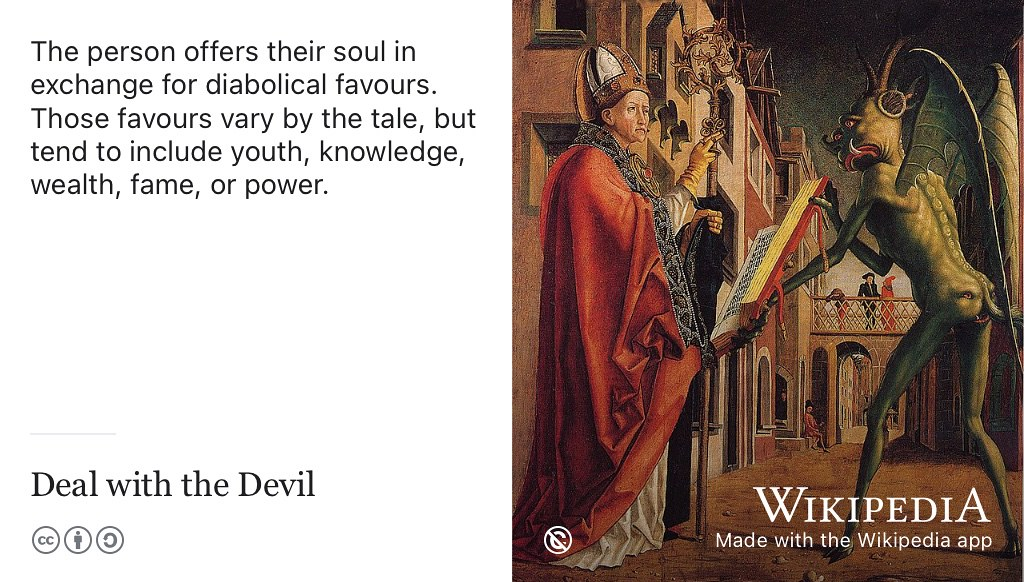 The person offers their soul in
exchange for diabolical favours.
Those favours vary by the tale, but
tend to include youth, knowledge,
wealth, fame, or power.
Deal with the Devil
cc
WIKIPEDIA
Made with the Wikipedia app